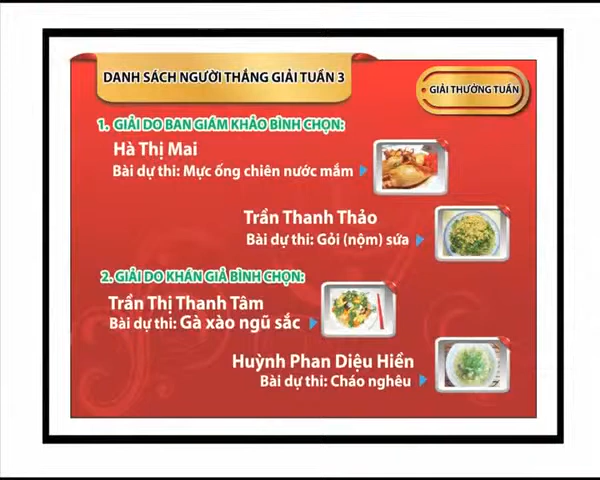 DANH SÁCH NGƯỜI THẮNG GIẢI TUẦN 3
GIẢI THƯỞNG TUẦN
1. GIẢI DO BAN GIÁM KHẢO BÌNH CHỌN:
Hà Thị Mai
Bài dự thi: Mực ống chiên nước mắm
Trần Thanh Thảo
Bài dự thi: Gỏi (nộm) sứa
2. GIẢI DO KHÁN GIẢ BÌNH CHỌN:
Trần Thị Thanh Tâm
Bài dự thi: Gà xào ngũ sắc
Huỳnh Phan Diệu Hiền
Bài dự thi: Cháo nghêu